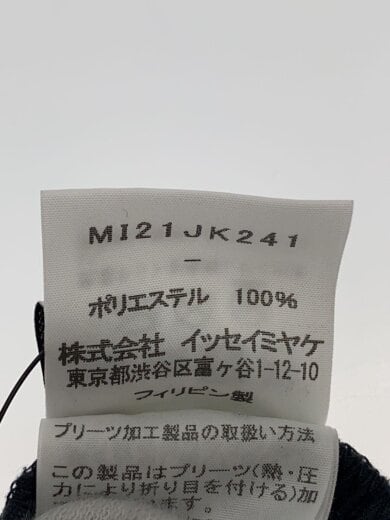 MI21JK241
—
ポリエステル 100%
株式会社 イッセイミヤケ
東京都渋谷区富ヶ谷1-12-10
フィリピン製
プリーツ加工製品の取扱い方法
この製品はプリーツ(熱・圧
力により折り目を付ける)加
ます。